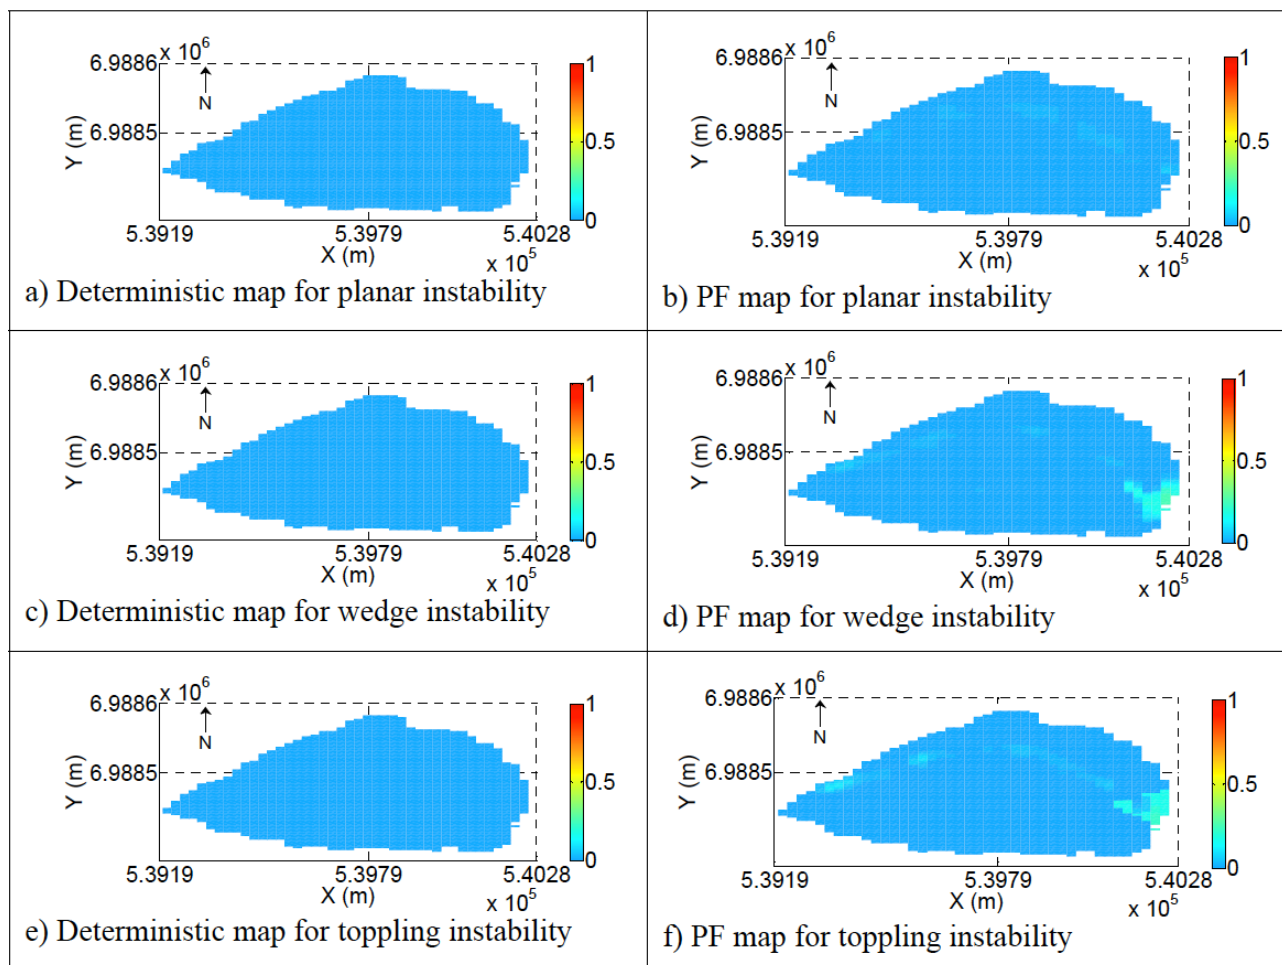 6.9886 x 10^6
N
1
Y (m)
6.9885
0.5
0
5.3919 5.3979 5.4028
X (m)
x 10^5
a) Deterministic map for planar instability
6.9886 x 10^6
N
1
Y (m)
6.9885
0.5
0
5.3919 5.3979 5.4028
X (m)
x 10^5
b) PF map for planar instability
6.9886 x 10^6
N
1
Y (m)
6.9885
0.5
0
5.3919 5.3979 5.4028
X (m)
x 10^5
c) Deterministic map for wedge instability
6.9886 x 10^6
N
1
Y (m)
6.9885
0.5
0
5.3919 5.3979 5.4028
X (m)
x 10^5
d) PF map for wedge instability
6.9886 x 10^6
N
1
Y (m)
6.9885
0.5
0
5.3919 5.3979 5.4028
X (m)
x 10^5
e) Deterministic map for toppling instability
6.9886 x 10^6
N
1
Y (m)
6.9885
0.5
0
5.3919 5.3979 5.4028
X (m)
x 10^5
f) PF map for toppling instability